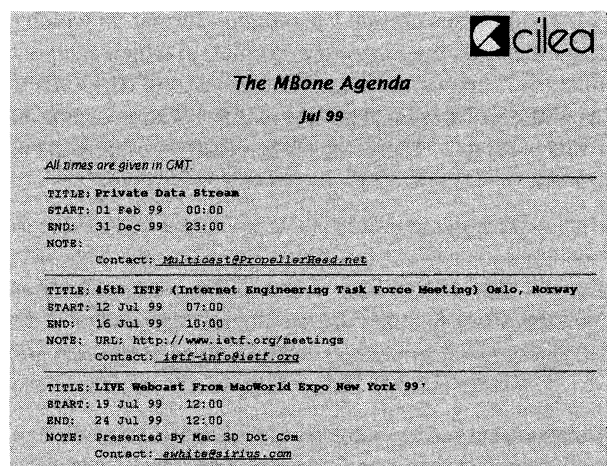 cilea
The MBone Agenda
Jul 99
All times are given in GMT.
TITLE: Private Data Stream
START: 01 Feb 99 00:00
END: 31 Dec 99 23:00
NOTE:
Contact: Multicast@PropellerHead.net
TITLE: 45th IETF (Internet Engineering Task Force Meeting) Oslo, Norway
START: 12 Jul 99 07:00
END: 16 Jul 99 18:00
NOTE: URL: http://www.ietf.org/meetings
Contact: ietf-info@ietf.org
TITLE: LIVE Webcast From MacWorld Expo New York 99'
START: 19 Jul 99 12:00
END: 24 Jul 99 12:00
NOTE: Presented By Mac 3D Dot Com
Contact: ewhite@sirius.com